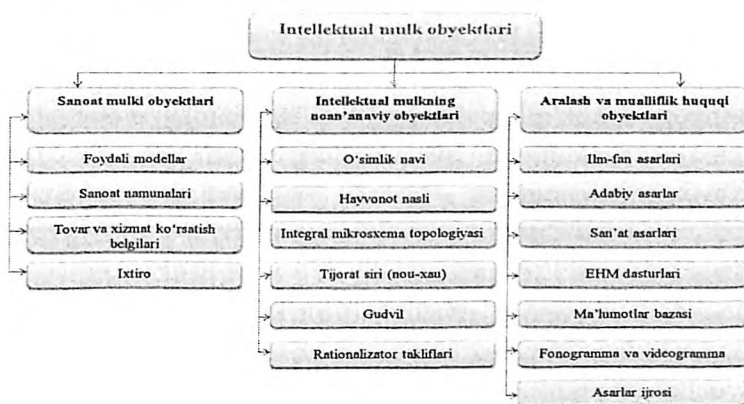 Intellektual mulk obyektlari
Sanoat mulki obyektlari
Foydali modellar
Sanoat namunalari
Tovar va xizmat ko‘rsatish
belgilari
Ixtiro
Intellektual mulkning
noan’anaviy obyektlari
O‘simlik navi
Hayvonot nasli
Integral mikrosxema topologiyasi
Tijorat siri (nou-xau)
Gudvil
Rationalizator takliflari
Aralash va mualliflik huquqi
obyektlari
Ilm-fan asarlari
Adabiy asarlar
San’at asarlari
EHM dasturlari
Ma’lumotlar bazasi
Fonogramma va videogramma
Asarlar ijrosi